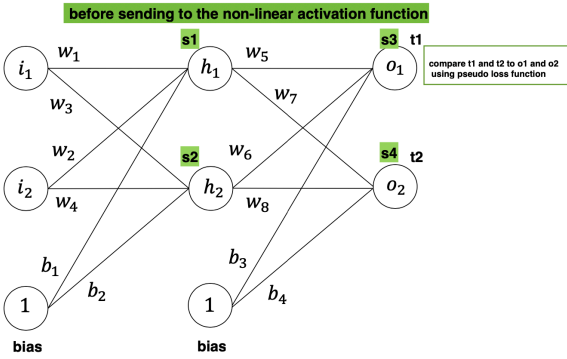 before sending to the non-linear activation function
s1 s3 t1
i1 w1 h1 w5 o1
compare t1 and t2 to o1 and o2
using pseudo loss function
w3 w7
w2 s2 w6 s4 t2
i2 w4 h2 w8 o2
b1 b3
b2 b4
1 1
bias bias